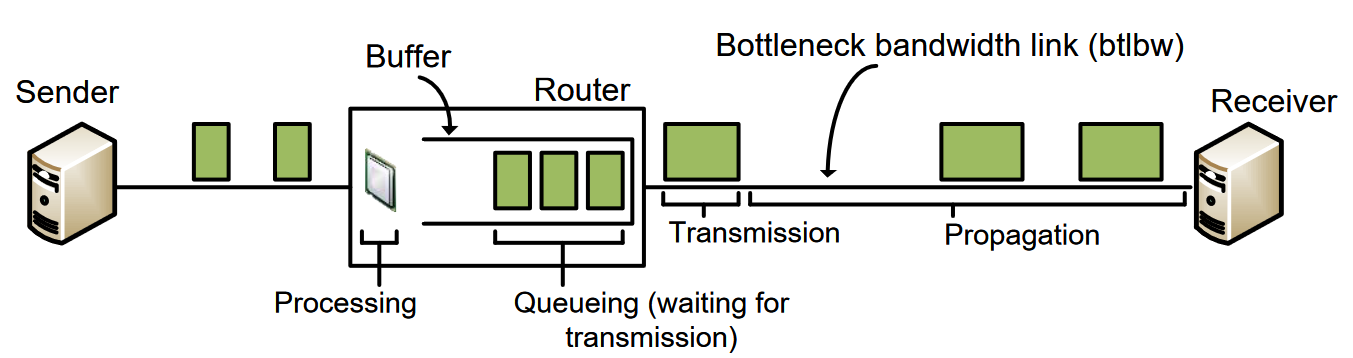 Bottleneck bandwidth link (btlbw)
Buffer
Sender
Router
Receiver
Transmission
Propagation
Processing
Queueing (waiting for
transmission)